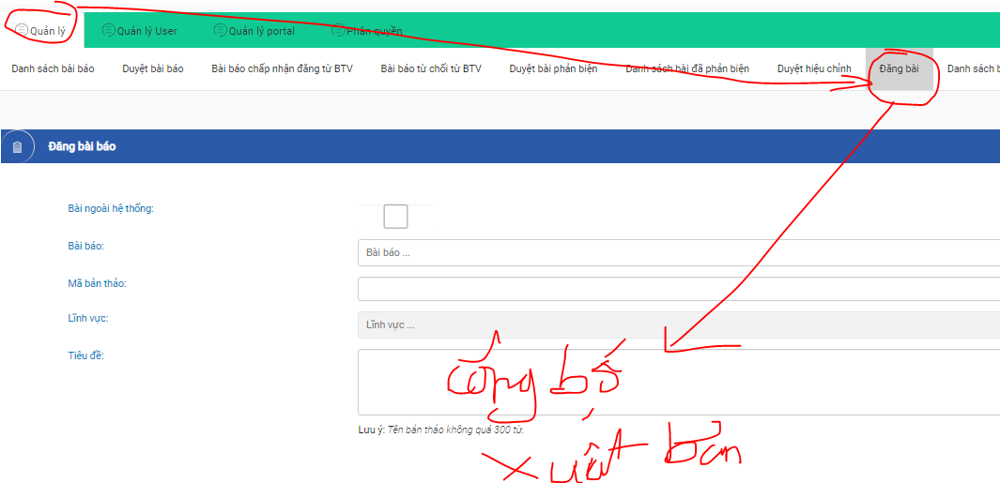 Quản lý Quản lý User Quản lý portal Phân quyền
Danh sách bài báo Duyệt bài báo Bài báo chấp nhận đăng từ BTV Bài báo từ chối từ BTV Duyệt bài phản biện Danh sách bài đã phản biện Duyệt hiệu chỉnh Đăng bài Danh sách b
Đăng bài báo
Bài ngoài hệ thống:
Bài báo: Bài báo ...
Mã bản thảo:
Lĩnh vực: Lĩnh vực ...
Tiêu đề:
công bố
Lưu ý: Tên bản thảo không quá 300 từ.
xuất bản